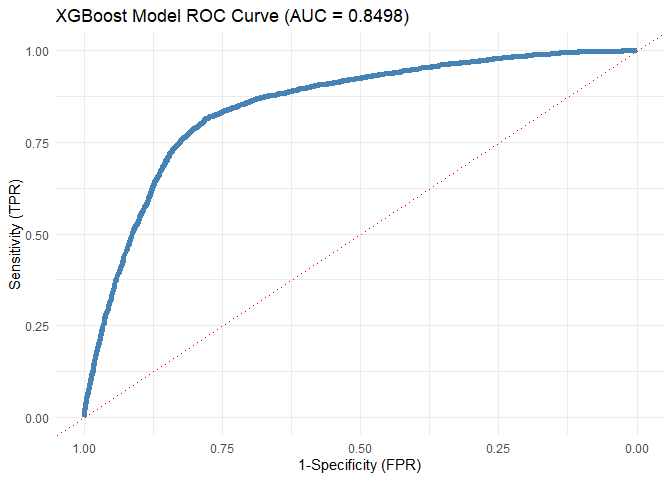 XGBoost Model ROC Curve (AUC = 0.8498)
1.00
0.75
0.50
0.25
0.00
Sensitivity (TPR)
1.00 0.75 0.50 0.25 0.00
1-Specificity (FPR)